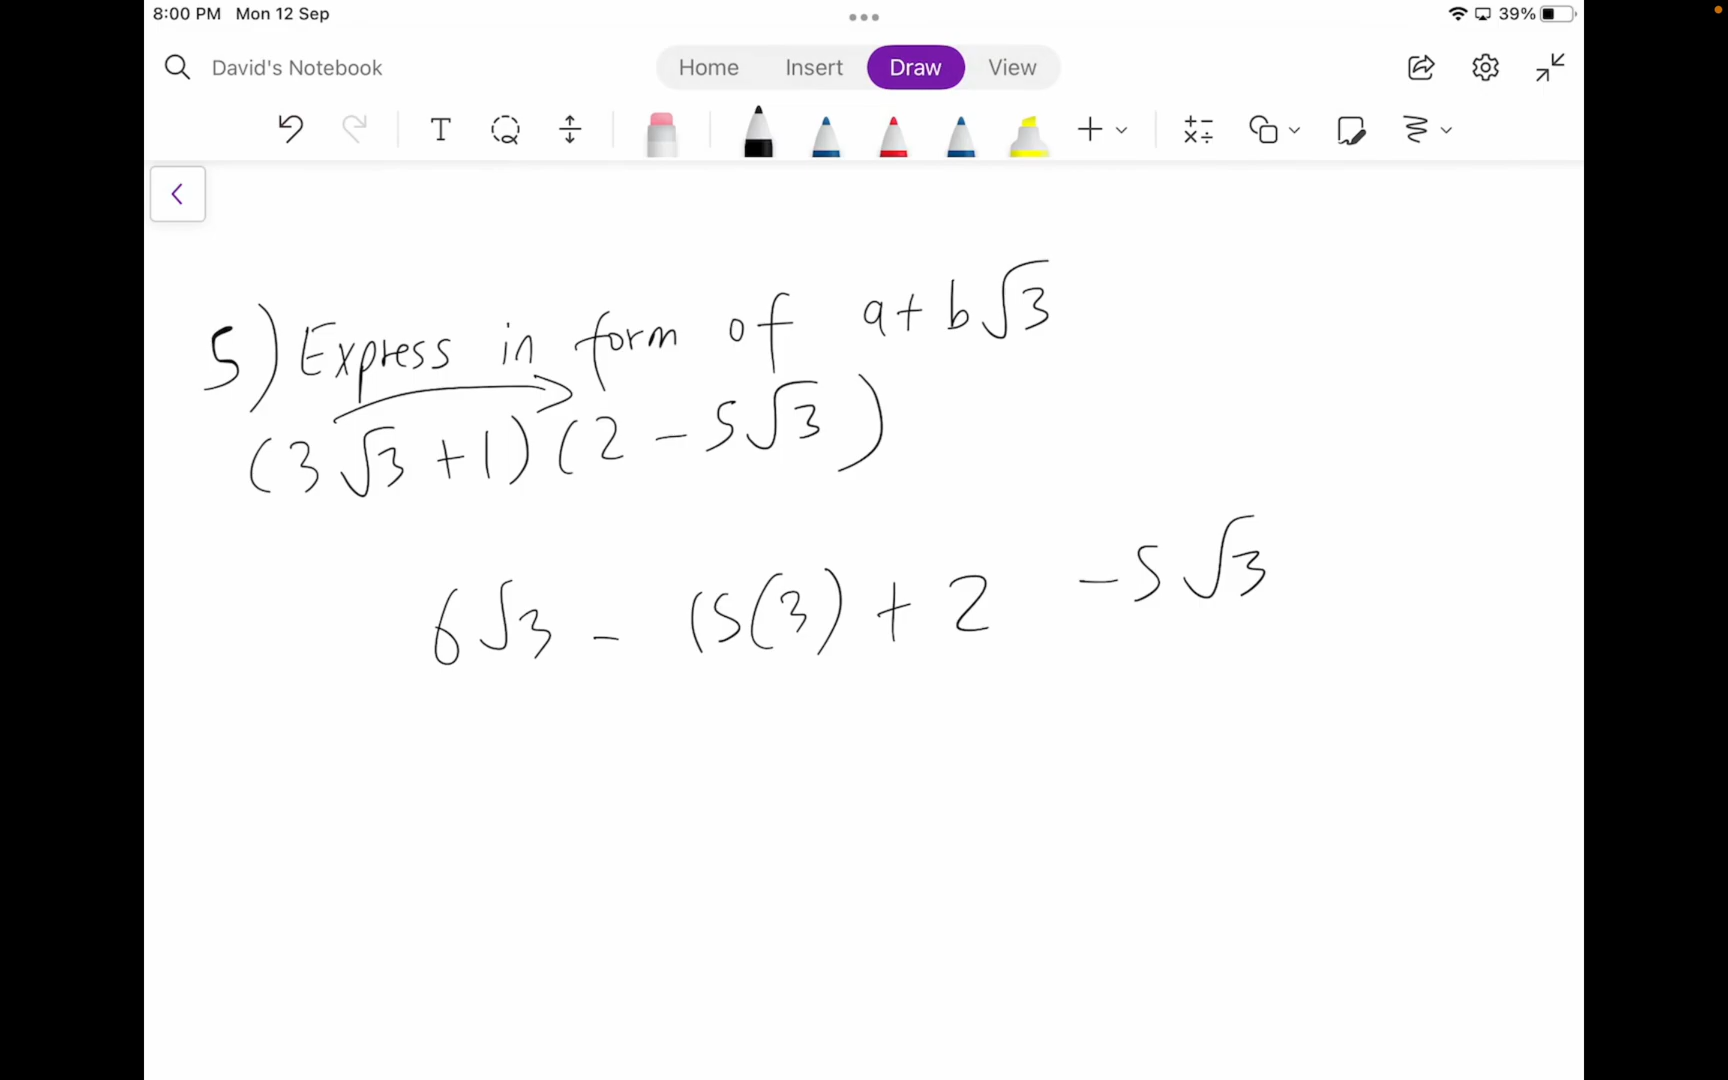 8:00 PM Mon 12 Sep
39%
David's Notebook
Home Insert Draw View
T
5) Express in form of a+b√3
(3√3+1)(2-5√3)
6√3 - 15(3) + 2 -5√3